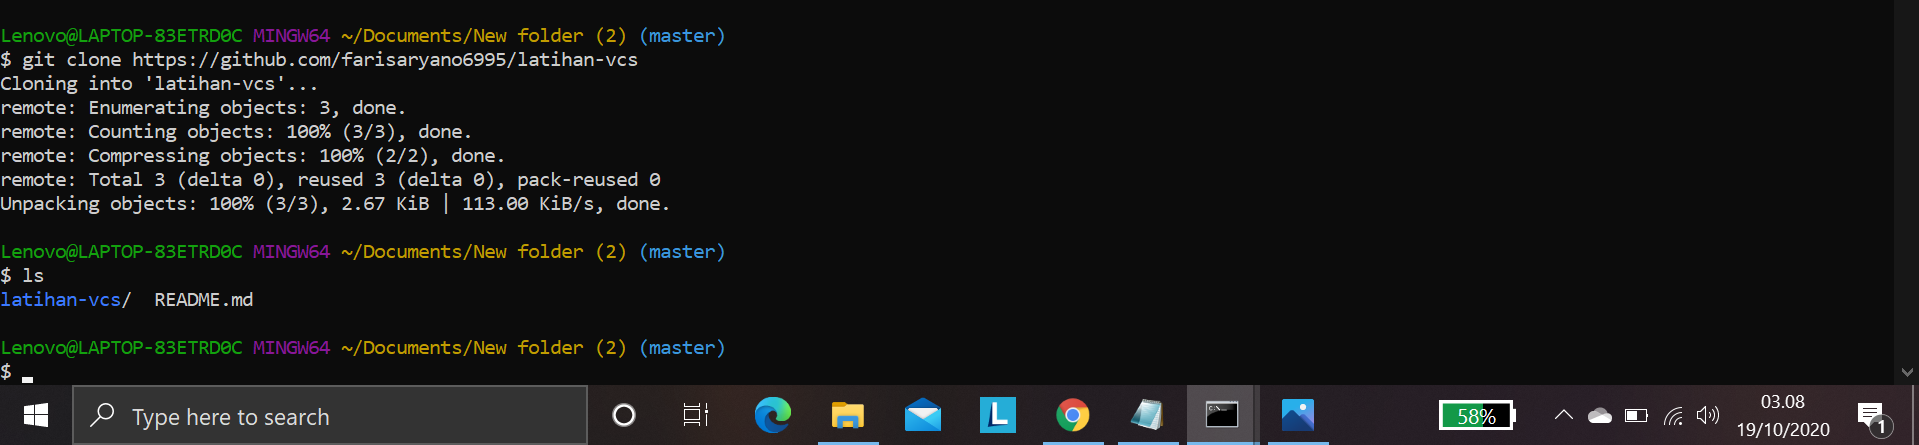 Lenovo@LAPTOP-83ETRD0C MINGW64 ~/Documents/New folder (2) (master)
$ git clone https://github.com/farisaryano6995/latihan-vcs
Cloning into 'latihan-vcs'...
remote: Enumerating objects: 3, done.
remote: Counting objects: 100% (3/3), done.
remote: Compressing objects: 100% (2/2), done.
remote: Total 3 (delta 0), reused 3 (delta 0), pack-reused 0
Unpacking objects: 100% (3/3), 2.67 KiB | 113.00 KiB/s, done.
Lenovo@LAPTOP-83ETRD0C MINGW64 ~/Documents/New folder (2) (master)
$ ls
latihan-vcs/  README.md
Lenovo@LAPTOP-83ETRD0C MINGW64 ~/Documents/New folder (2) (master)
$
Type here to search
L
C:\
58%
03.08
19/10/2020
1